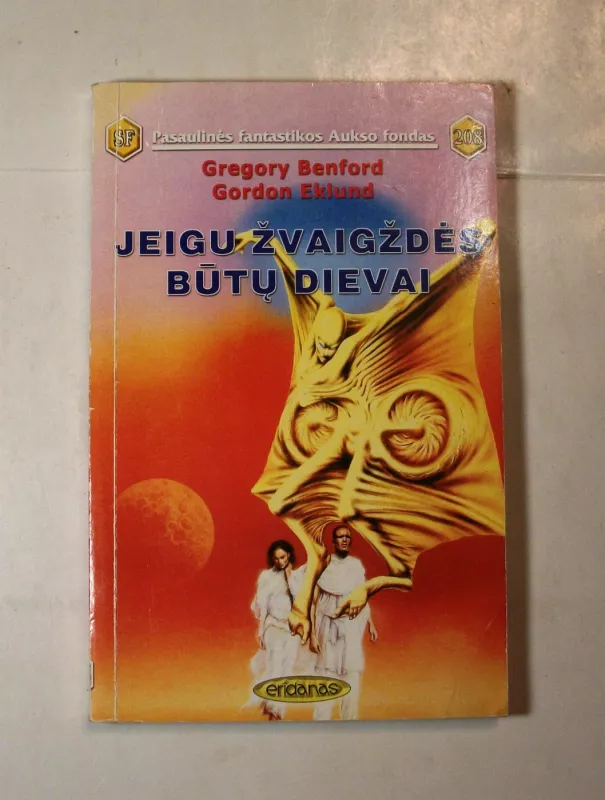 SF Pasaulinės fantastikos Aukso fondas 208
Gregory Benford
Gordon Eklund
JEIGU ŽVAIGŽDĖS
BŪTŲ DIEVAI
eridanas